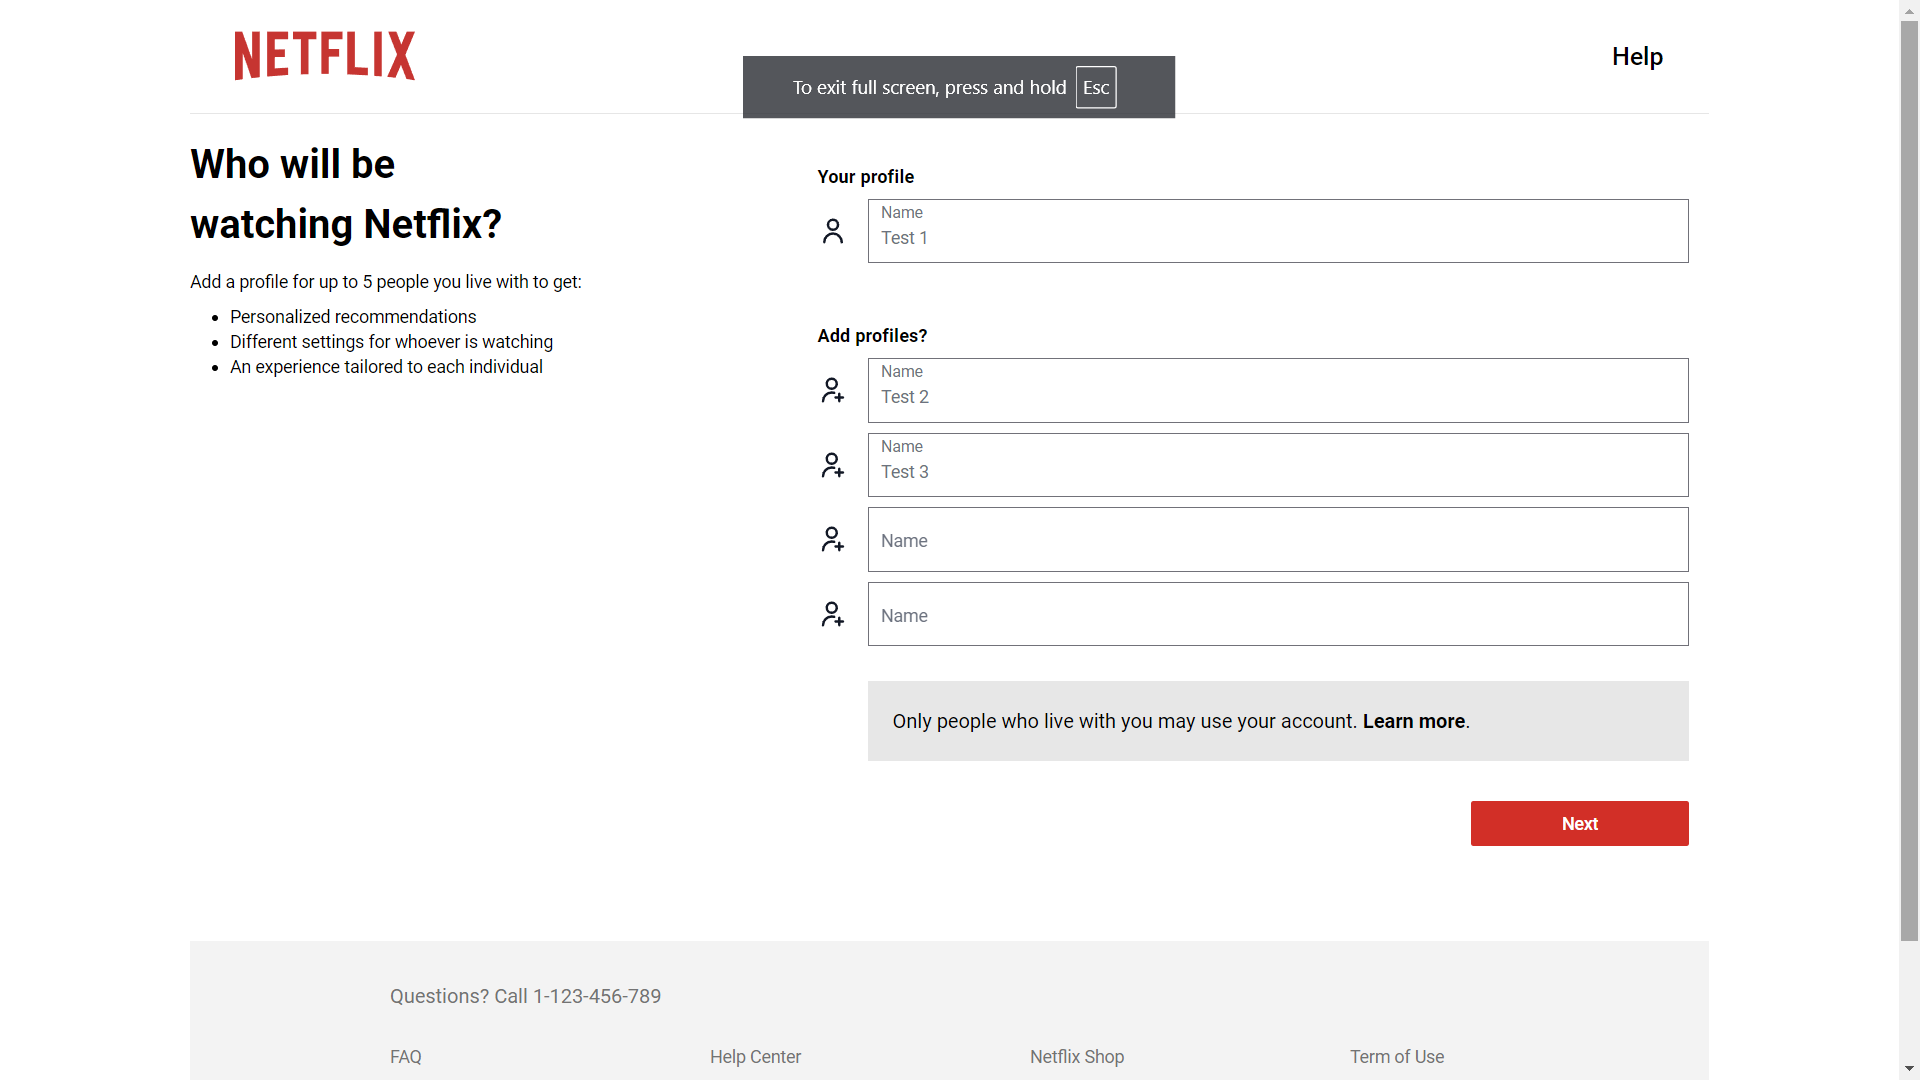 NETFLIX
Help
To exit full screen, press and hold Esc
Who will be
watching Netflix?
Add a profile for up to 5 people you live with to get:
Personalized recommendations
Different settings for whoever is watching
An experience tailored to each individual
Your profile
Name
Test 1
Add profiles?
Name
Test 2
Name
Test 3
Name
Name
Only people who live with you may use your account. Learn more.
Next
Questions? Call 1-123-456-789
FAQ
Help Center
Netflix Shop
Term of Use